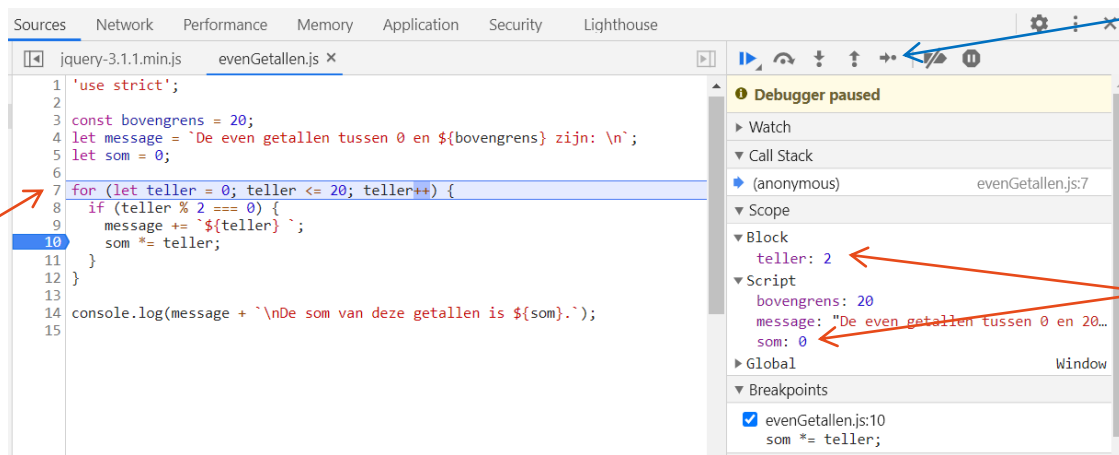 Sources Network Performance Memory Application Security Lighthouse
jquery-3.1.1.min.js evenGetallen.js ×
1 'use strict';
2
3 const bovengrens = 20;
4 let message = `De even getallen tussen 0 en ${bovengrens} zijn: \n`;
5 let som = 0;
6
7 for (let teller = 0; teller <= 20; teller++) {
8 if (teller % 2 === 0) {
9 message += `${teller} `;
10 som *= teller;
11 }
12 }
13
14 console.log(message + `\nDe som van deze getallen is ${som}.`);
15
Debugger paused
Watch
Call Stack
(anonymous) evenGetallen.js:7
Scope
Block
teller: 2
Script
bovengrens: 20
message: "De even getallen tussen 0 en 20…
som: 0
Global Window
Breakpoints
evenGetallen.js:10
som *= teller;